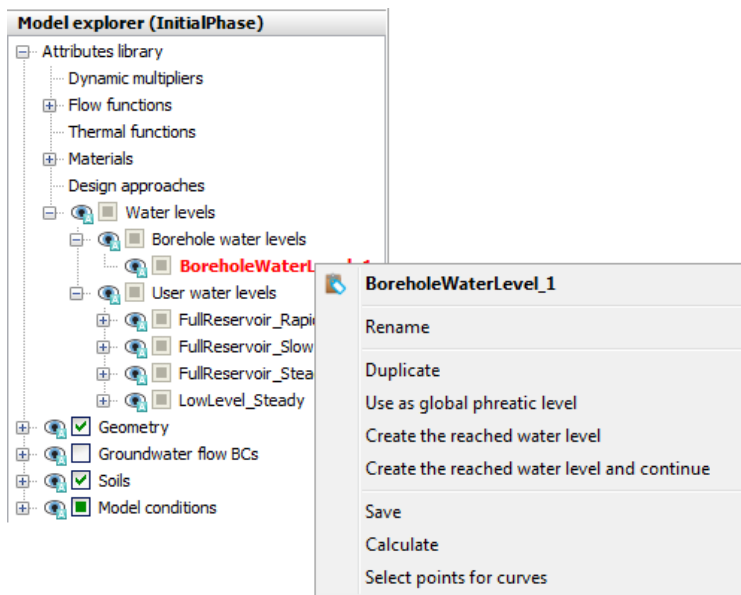 Model explorer (InitialPhase)
Attributes library
Dynamic multipliers
Flow functions
Thermal functions
Materials
Design approaches
Water levels
Borehole water levels
BoreholeWaterLevel_1
User water levels
FullReservoir_Rapi
FullReservoir_Slow
FullReservoir_Stea
LowLevel_Steady
Geometry
Groundwater flow BCs
Soils
Model conditions
BoreholeWaterLevel_1
Rename
Duplicate
Use as global phreatic level
Create the reached water level
Create the reached water level and continue
Save
Calculate
Select points for curves